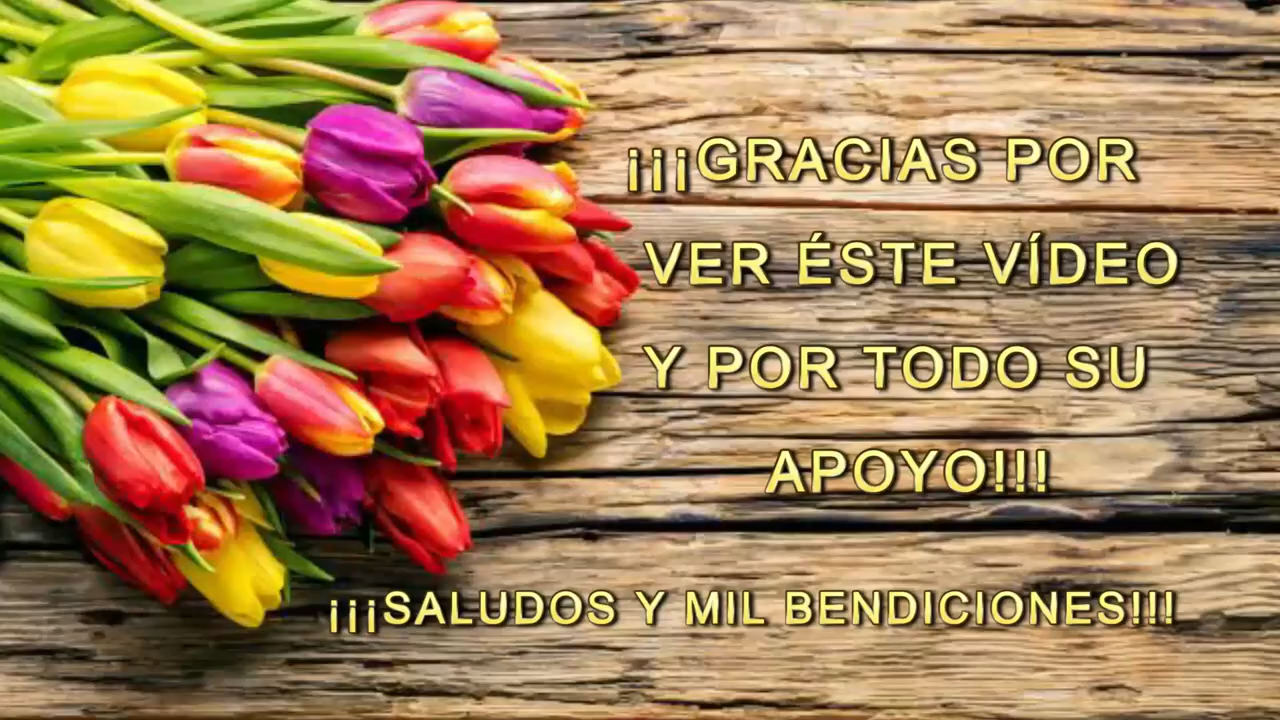 ¡¡¡GRACIAS POR
VER ÉSTE VÍDEO
Y POR TODO SU
APOYO!!!
¡¡¡SALUDOS Y MIL BENDICIONES!!!